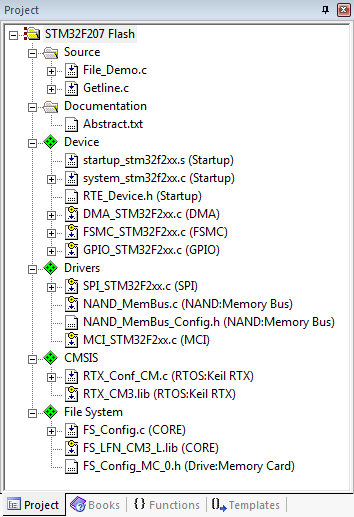 Project
STM32F207 Flash
Source
File_Demo.c
Getline.c
Documentation
Abstract.txt
Device
startup_stm32f2xx.s (Startup)
system_stm32f2xx.c (Startup)
RTE_Device.h (Startup)
DMA_STM32F2xx.c (DMA)
FSMC_STM32F2xx.c (FSMC)
GPIO_STM32F2xx.c (GPIO)
Drivers
SPI_STM32F2xx.c (SPI)
NAND_MemBus.c (NAND:Memory Bus)
NAND_MemBus_Config.h (NAND:Memory Bus)
MCI_STM32F2xx.c (MCI)
CMSIS
RTX_Conf_CM.c (RTOS:Keil RTX)
RTX_CM3.lib (RTOS:Keil RTX)
File System
FS_Config.c (CORE)
FS_LFN_CM3_L.lib (CORE)
FS_Config_MC_0.h (Drive:Memory Card)
Project Books {} Functions 0 Templates